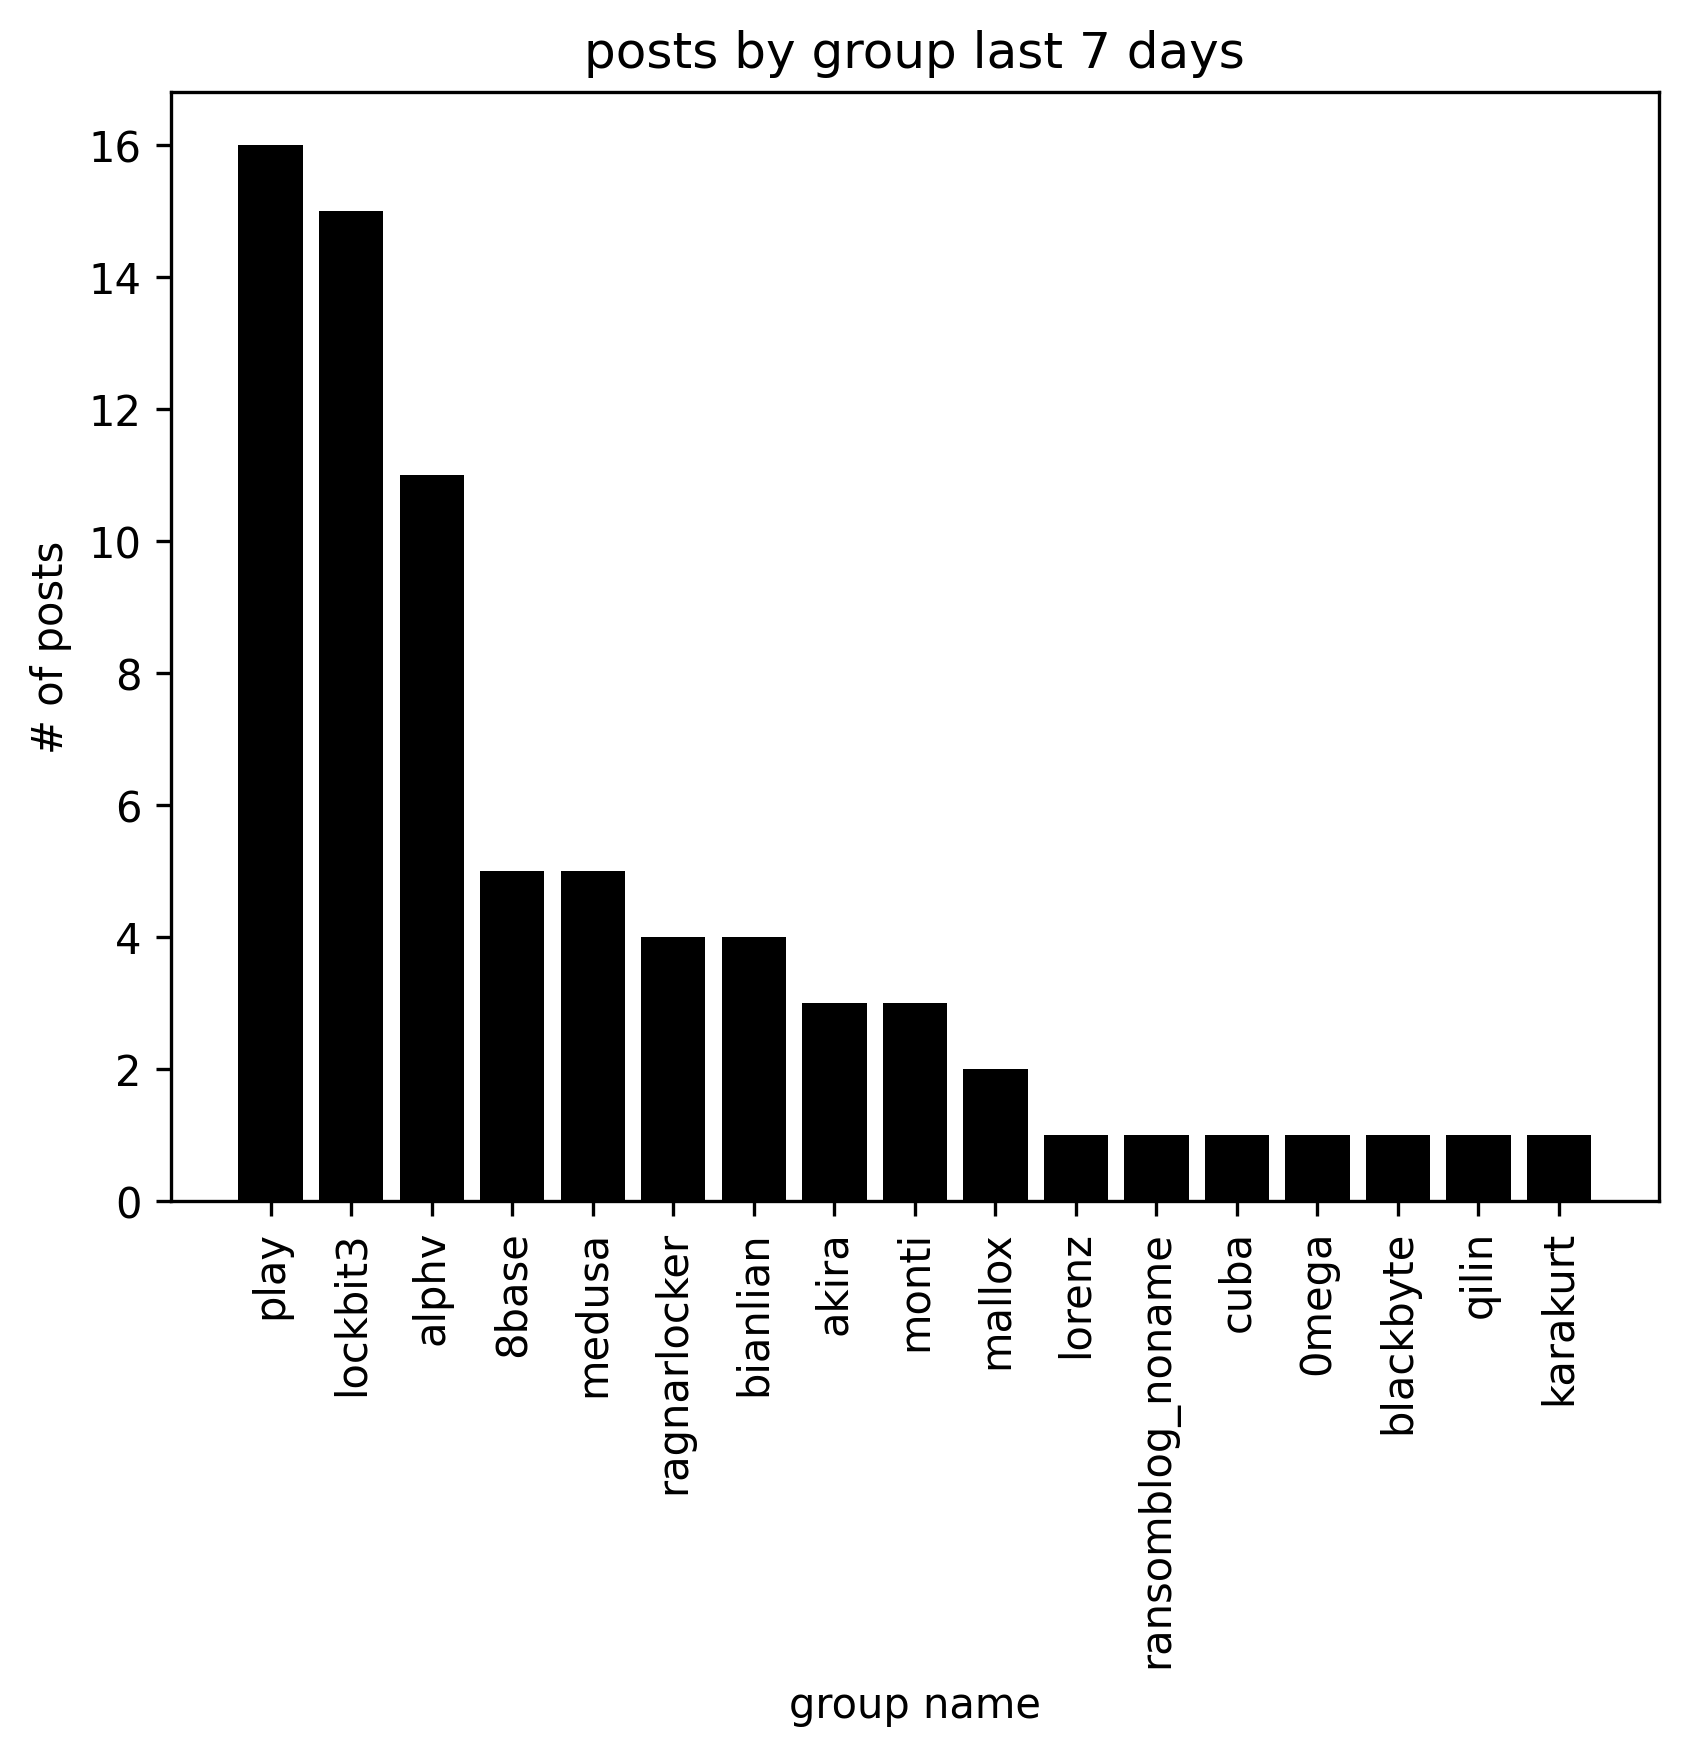 posts by group last 7 days
16
14
12
10
8
6
4
2
0
# of posts
play
lockbit3
alphv
8base
medusa
ragnarlocker
bianlian
akira
monti
mallox
lorenz
ransomblog_noname
cuba
0mega
blackbyte
qilin
karakurt
group name